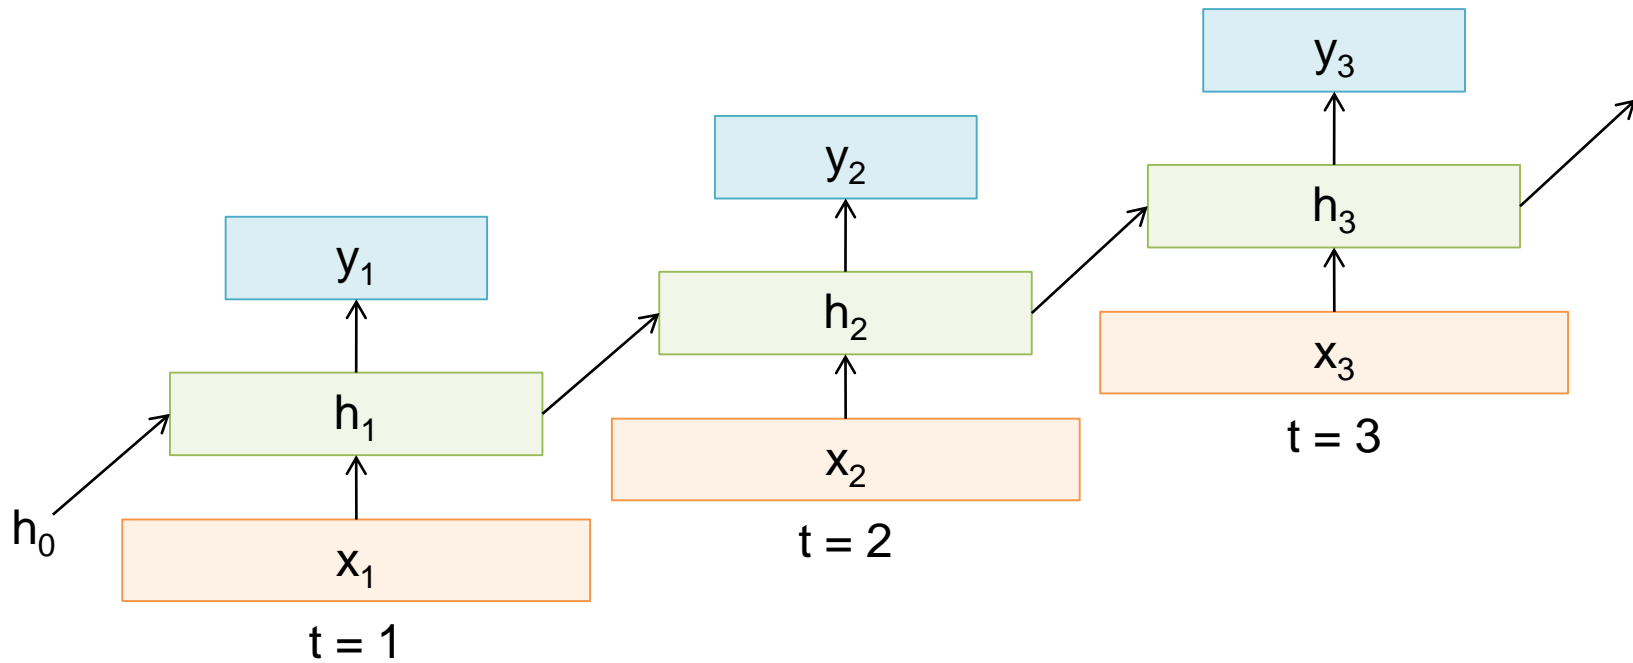 y₃
y₂
h₃
y₁
h₂
x₃
h₁
t = 3
x₂
h₀
t = 2
x₁
t = 1